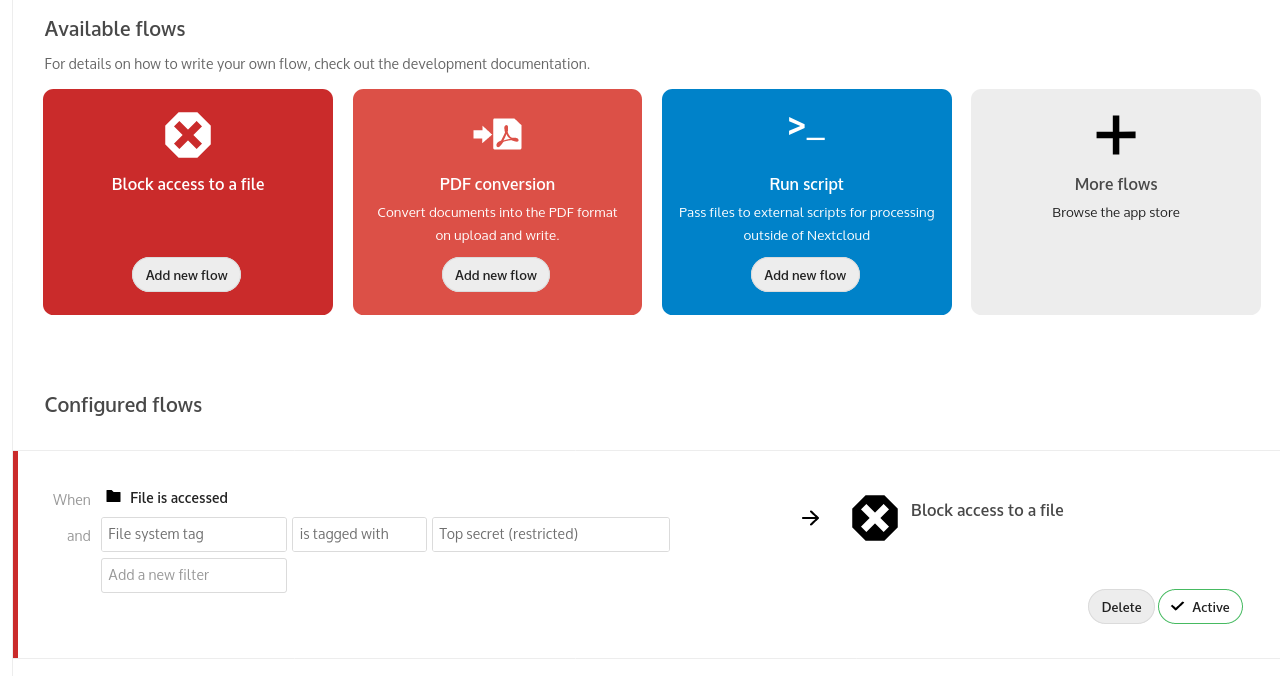 Available flows
For details on how to write your own flow, check out the development documentation.
Block access to a file
Add new flow
PDF conversion
Convert documents into the PDF format
on upload and write.
Add new flow
>_
Run script
Pass files to external scripts for processing
outside of Nextcloud
Add new flow
More flows
Browse the app store
Configured flows
When File is accessed
and File system tag is tagged with Top secret (restricted)
Add a new filter
Block access to a file
Delete Active